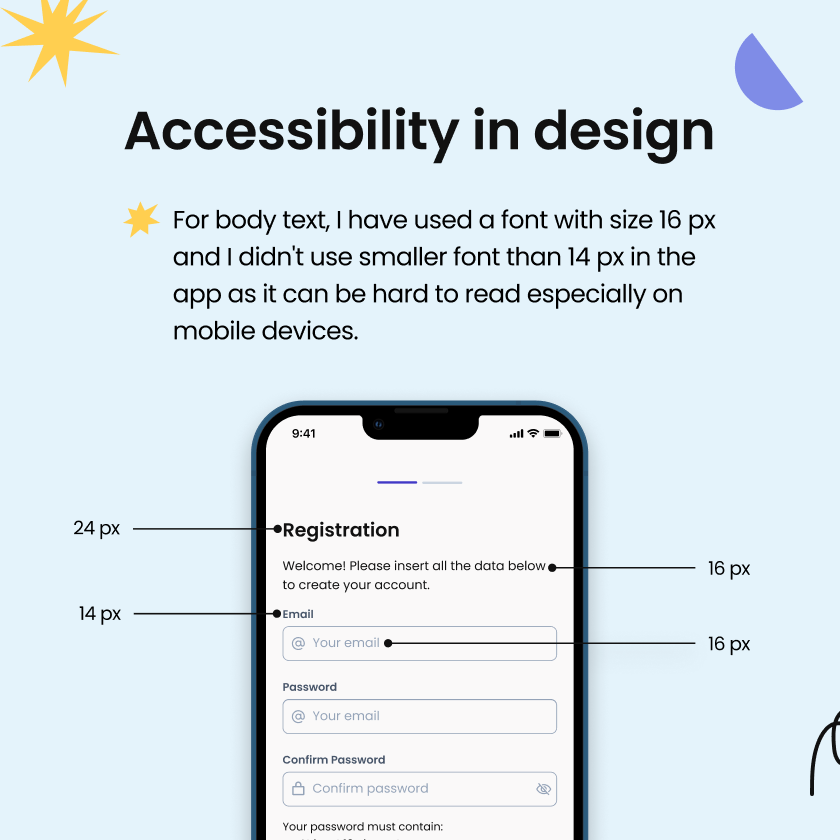 Accessibility in design
For body text, I have used a font with size 16 px
and I didn't use smaller font than 14 px in the
app as it can be hard to read especially on
mobile devices.
9:41
24 px
Registration
Welcome! Please insert all the data below
to create your account.
16 px
14 px
Email
@ Your email
16 px
Password
@ Your email
Confirm Password
Confirm password
Your password must contain: